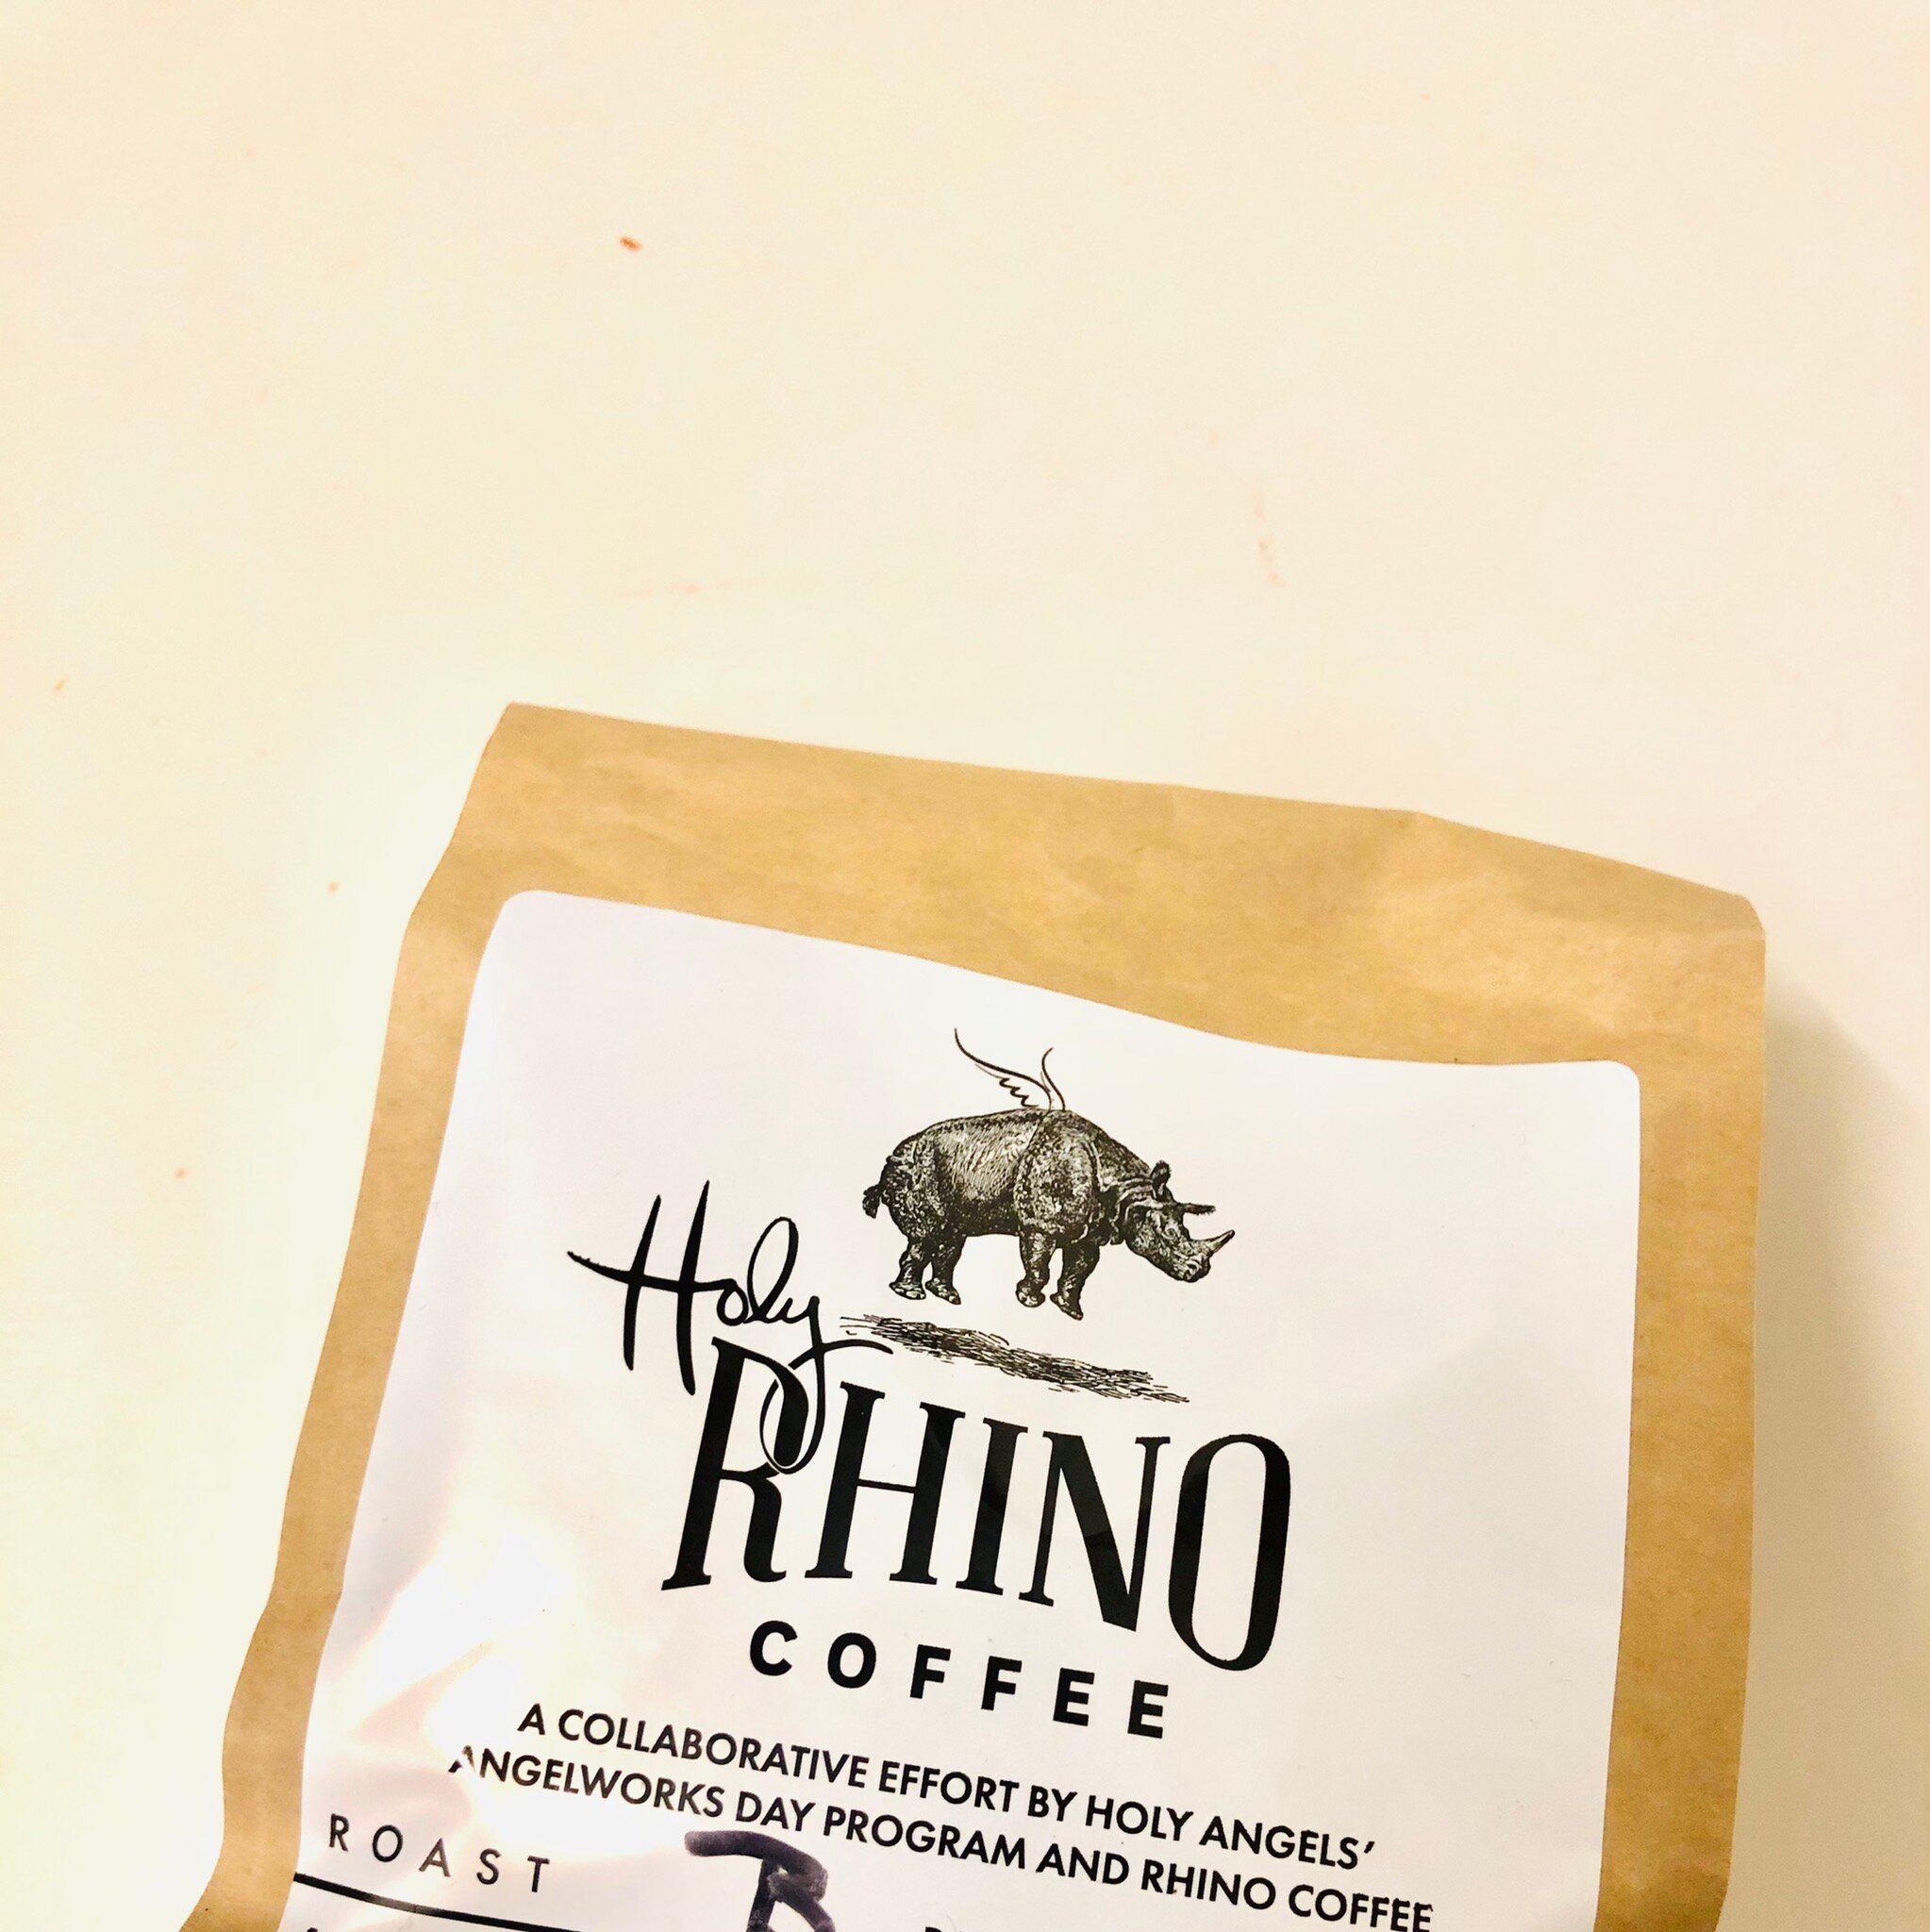 Holy
RHINO
COFFEE
A COLLABORATIVE EFFORT BY HOLY ANGELS'
ANGELWORKS DAY PROGRAM AND RHINO COFFEE
ROAST